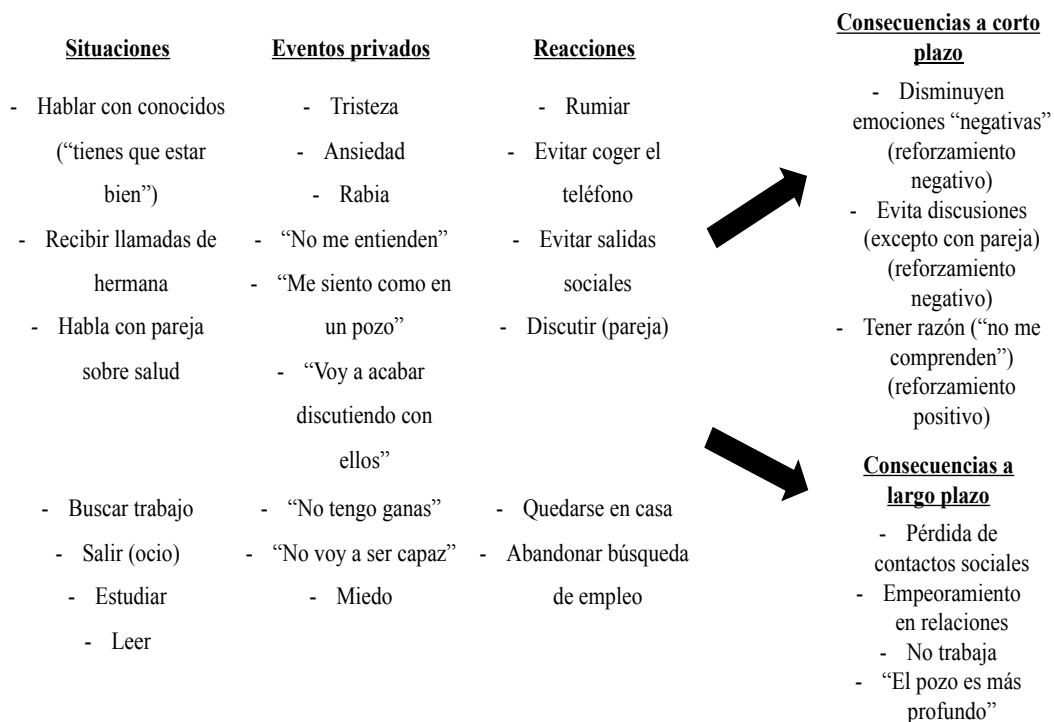 Situaciones
- Hablar con conocidos
(“tienes que estar
bien”)
- Recibir llamadas de
hermana
- Habla con pareja
sobre salud
- Buscar trabajo
- Salir (ocio)
- Estudiar
- Leer
Eventos privados
- Tristeza
- Ansiedad
- Rabia
- “No me entienden”
- “Me siento como en
un pozo”
- “Voy a acabar
discutiendo con
ellos”
- “No tengo ganas”
- “No voy a ser capaz”
- Miedo
Reacciones
- Rumiar
- Evitar coger el
teléfono
- Evitar salidas
sociales
- Discutir (pareja)
- Quedarse en casa
- Abandonar búsqueda
de empleo
Consecuencias a corto
plazo
- Disminuyen
emociones “negativas”
(reforzamiento
negativo)
- Evita discusiones
(excepto con pareja)
(reforzamiento
negativo)
- Tener razón (“no me
comprenden”)
(reforzamiento
positivo)
Consecuencias a
largo plazo
- Pérdida de
contactos sociales
- Empeoramiento
en relaciones
- No trabaja
- “El pozo es más
profundo”